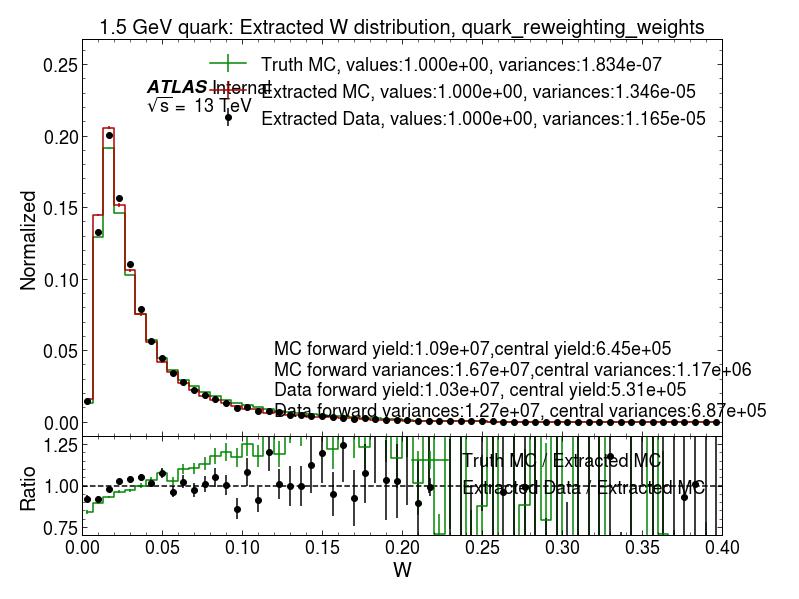 1.5 GeV quark: Extracted W distribution, quark_reweighting_weights
Truth MC, values:1.000e+00, variances:1.834e-07
ATLAS Internal
Extracted MC, values:1.000e+00, variances:1.346e-05
√s = 13 TeV
Extracted Data, values:1.000e+00, variances:1.165e-05
Normalized
0.25
0.20
0.15
0.10
0.05
0.00
MC forward yield:1.09e+07,central yield:6.45e+05
MC forward variances:1.67e+07,central variances:1.17e+06
Data forward yield:1.03e+07, central yield:5.31e+05
Data forward variances:1.27e+07, central variances:6.87e+05
Ratio
1.25
1.00
0.75
Truth MC / Extracted MC
Extracted Data / Extracted MC
0.00 0.05 0.10 0.15 0.20 0.25 0.30 0.35 0.40
W